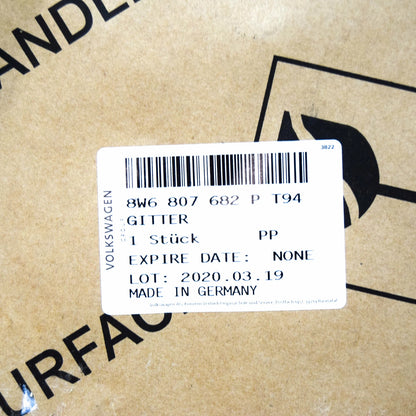 ANDLE
3822
VOLKSWAGEN
8W6 807 682 P T94
GITTER
1 Stück PP
EXPIRE DATE: NONE
LOT: 2020.03.19
MADE IN GERMANY
URFAC